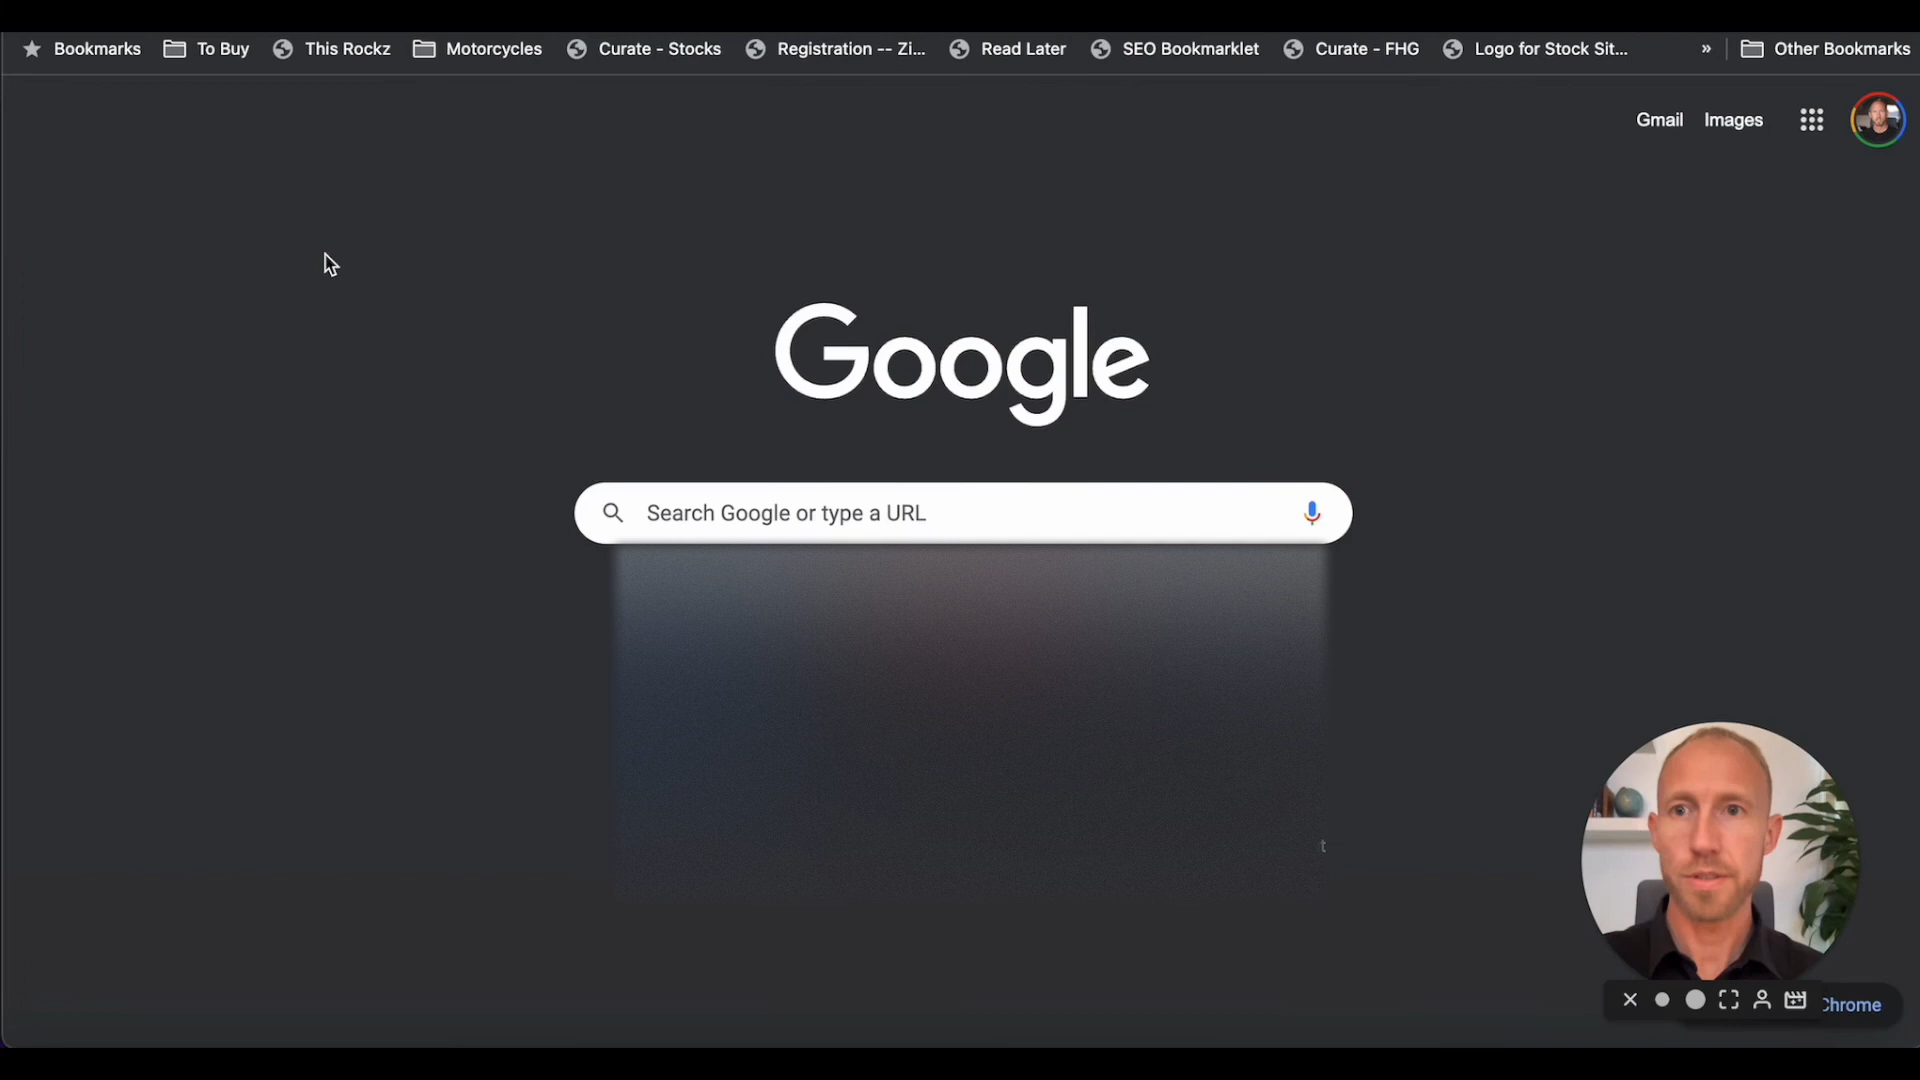 Bookmarks To Buy This Rockz Motorcycles Curate - Stocks Registration -- Zi... Read Later SEO Bookmarklet Curate - FHG Logo for Stock Sit... » Other Bookmarks
Gmail Images
Google
Search Google or type a URL
t
Chrome